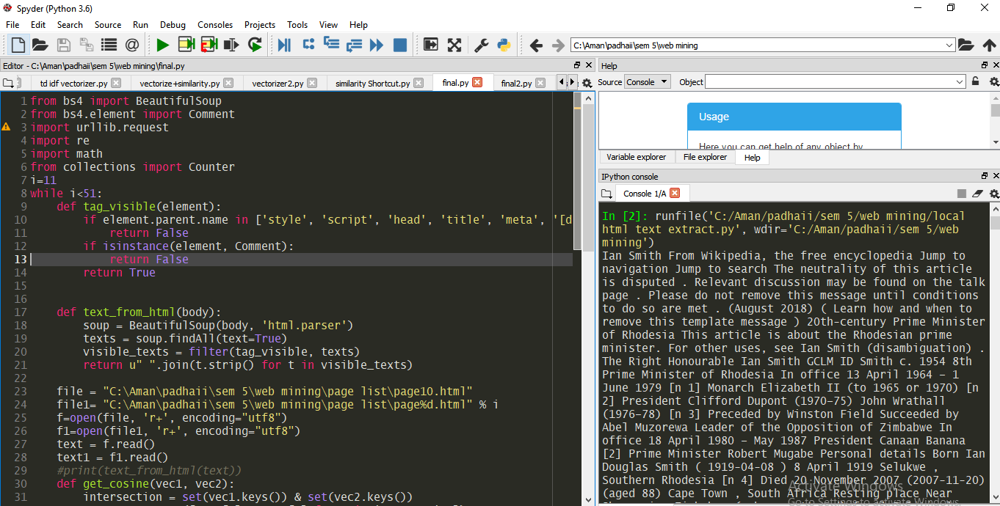 Spyder (Python 3.6)
File Edit Search Source Run Debug Consoles Projects Tools View Help
C:\Aman\padhaii\sem 5\web mining
Editor - C:\Aman\padhaii\sem 5\web mining\final.py
td idf vectorizer.py vectorize+similarity.py vectorizer2.py similarity Shortcut.py final.py final2.py
1 from bs4 import BeautifulSoup
2 from bs4.element import Comment
3 import urllib.request
4 import re
5 import math
6 from collections import Counter
7 i=11
8 while i<51:
9 def tag_visible(element):
10 if element.parent.name in ['style', 'script', 'head', 'title', 'meta', '[d
11 return False
12 if isinstance(element, Comment):
13 return False
14 return True
15
16
17 def text_from_html(body):
18 soup = BeautifulSoup(body, 'html.parser')
19 texts = soup.findAll(text=True)
20 visible_texts = filter(tag_visible, texts)
21 return u" ".join(t.strip() for t in visible_texts)
22
23 file = "C:\Aman\padhaii\sem 5\web mining\page list\page10.html"
24 file1= "C:\Aman\padhaii\sem 5\web mining\page list\page%d.html" % i
25 f=open(file, 'r+', encoding="utf8")
26 f1=open(file1, 'r+', encoding="utf8")
27 text = f.read()
28 text1 = f1.read()
29 #print(text_from_html(text))
30 def get_cosine(vec1, vec2):
31 intersection = set(vec1.keys()) & set(vec2.keys())
Help
Source Console Object
Usage
Here you can get help of any object by
Variable explorer File explorer Help
IPython console
Console 1/A
In [2]: runfile('C:/Aman/padhaii/sem 5/web mining/local
html text extract.py', wdir='C:/Aman/padhaii/sem 5/web
mining')
Ian Smith From Wikipedia, the free encyclopedia Jump to
navigation Jump to search The neutrality of this article
is disputed . Relevant discussion may be found on the talk
page . Please do not remove this message until conditions
to do so are met . (August 2018) ( Learn how and when to
remove this template message ) 20th-century Prime Minister
of Rhodesia This article is about the Rhodesian prime
minister. For other uses, see Ian Smith (disambiguation) .
The Right Honourable Ian Smith GCLM ID Smith c. 1954 8th
Prime Minister of Rhodesia In office 13 April 1964 – 1
June 1979 [n 1] Monarch Elizabeth II (to 1965 or 1970) [n
2] President Clifford Dupont (1970–75) John Wrathall
(1976–78) [n 3] Preceded by Winston Field Succeeded by
Abel Muzorewa Leader of the Opposition of Zimbabwe In
office 18 April 1980 – May 1987 President Canaan Banana
[2] Prime Minister Robert Mugabe Personal details Born Ian
Douglas Smith ( 1919-04-08 ) 8 April 1919 Selukwe ,
Southern Rhodesia [n 4] Died 20 November 2007 (2007-11-20)
(aged 88) Cape Town , South Africa Resting place Near
Activate Windows
Go to Settings to activate Windows.